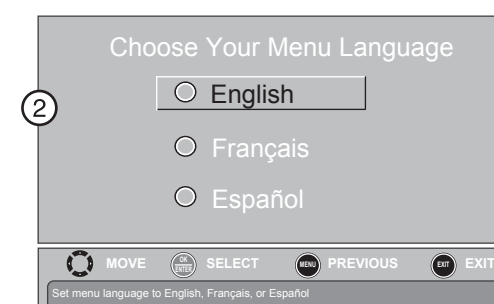 Choose Your Menu Language
2
English
Français
Español
MOVE OK ENTER SELECT MENU PREVIOUS EXIT EXIT
Set menu language to English, Français, or Español